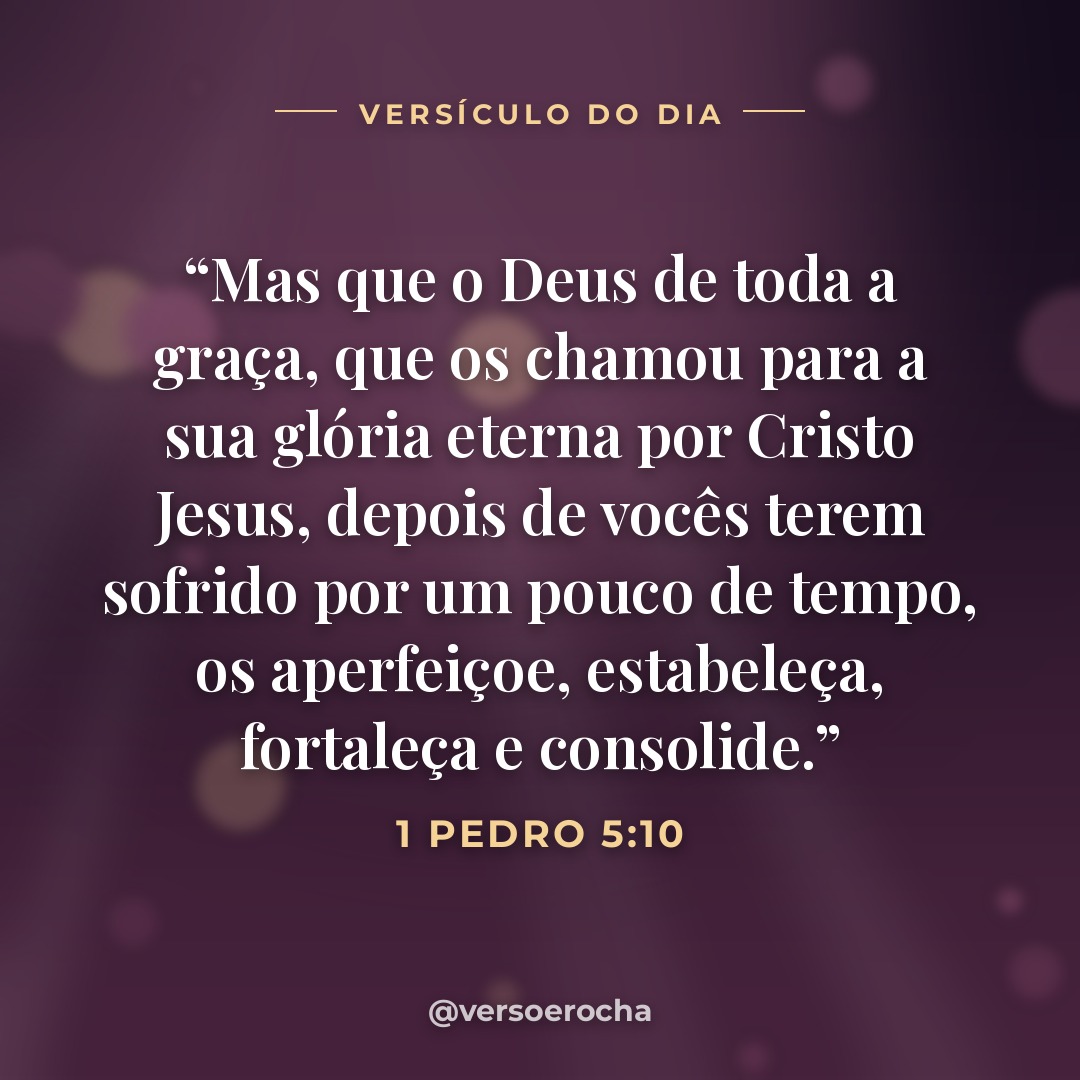 VERSÍCULO DO DIA
“Mas que o Deus de toda a
graça, que os chamou para a
sua glória eterna por Cristo
Jesus, depois de vocês terem
sofrido por um pouco de tempo,
os aperfeiçoe, estabeleça,
fortaleça e consolide.”
1 PEDRO 5:10
@versoerocha